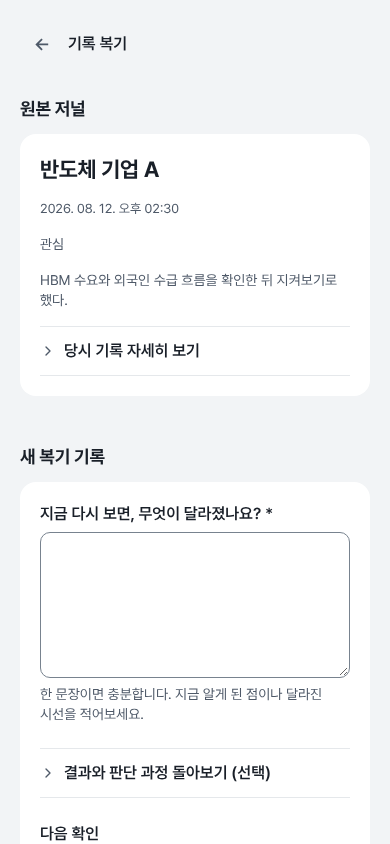 기록 복기
원본 저널
반도체 기업 A
2026. 08. 12. 오후 02:30
관심
HBM 수요와 외국인 수급 흐름을 확인한 뒤 지켜보기로
했다.
당시 기록 자세히 보기
새 복기 기록
지금 다시 보면, 무엇이 달라졌나요? *
한 문장이면 충분합니다. 지금 알게 된 점이나 달라진
시선을 적어보세요.
결과와 판단 과정 돌아보기 (선택)
다음 확인